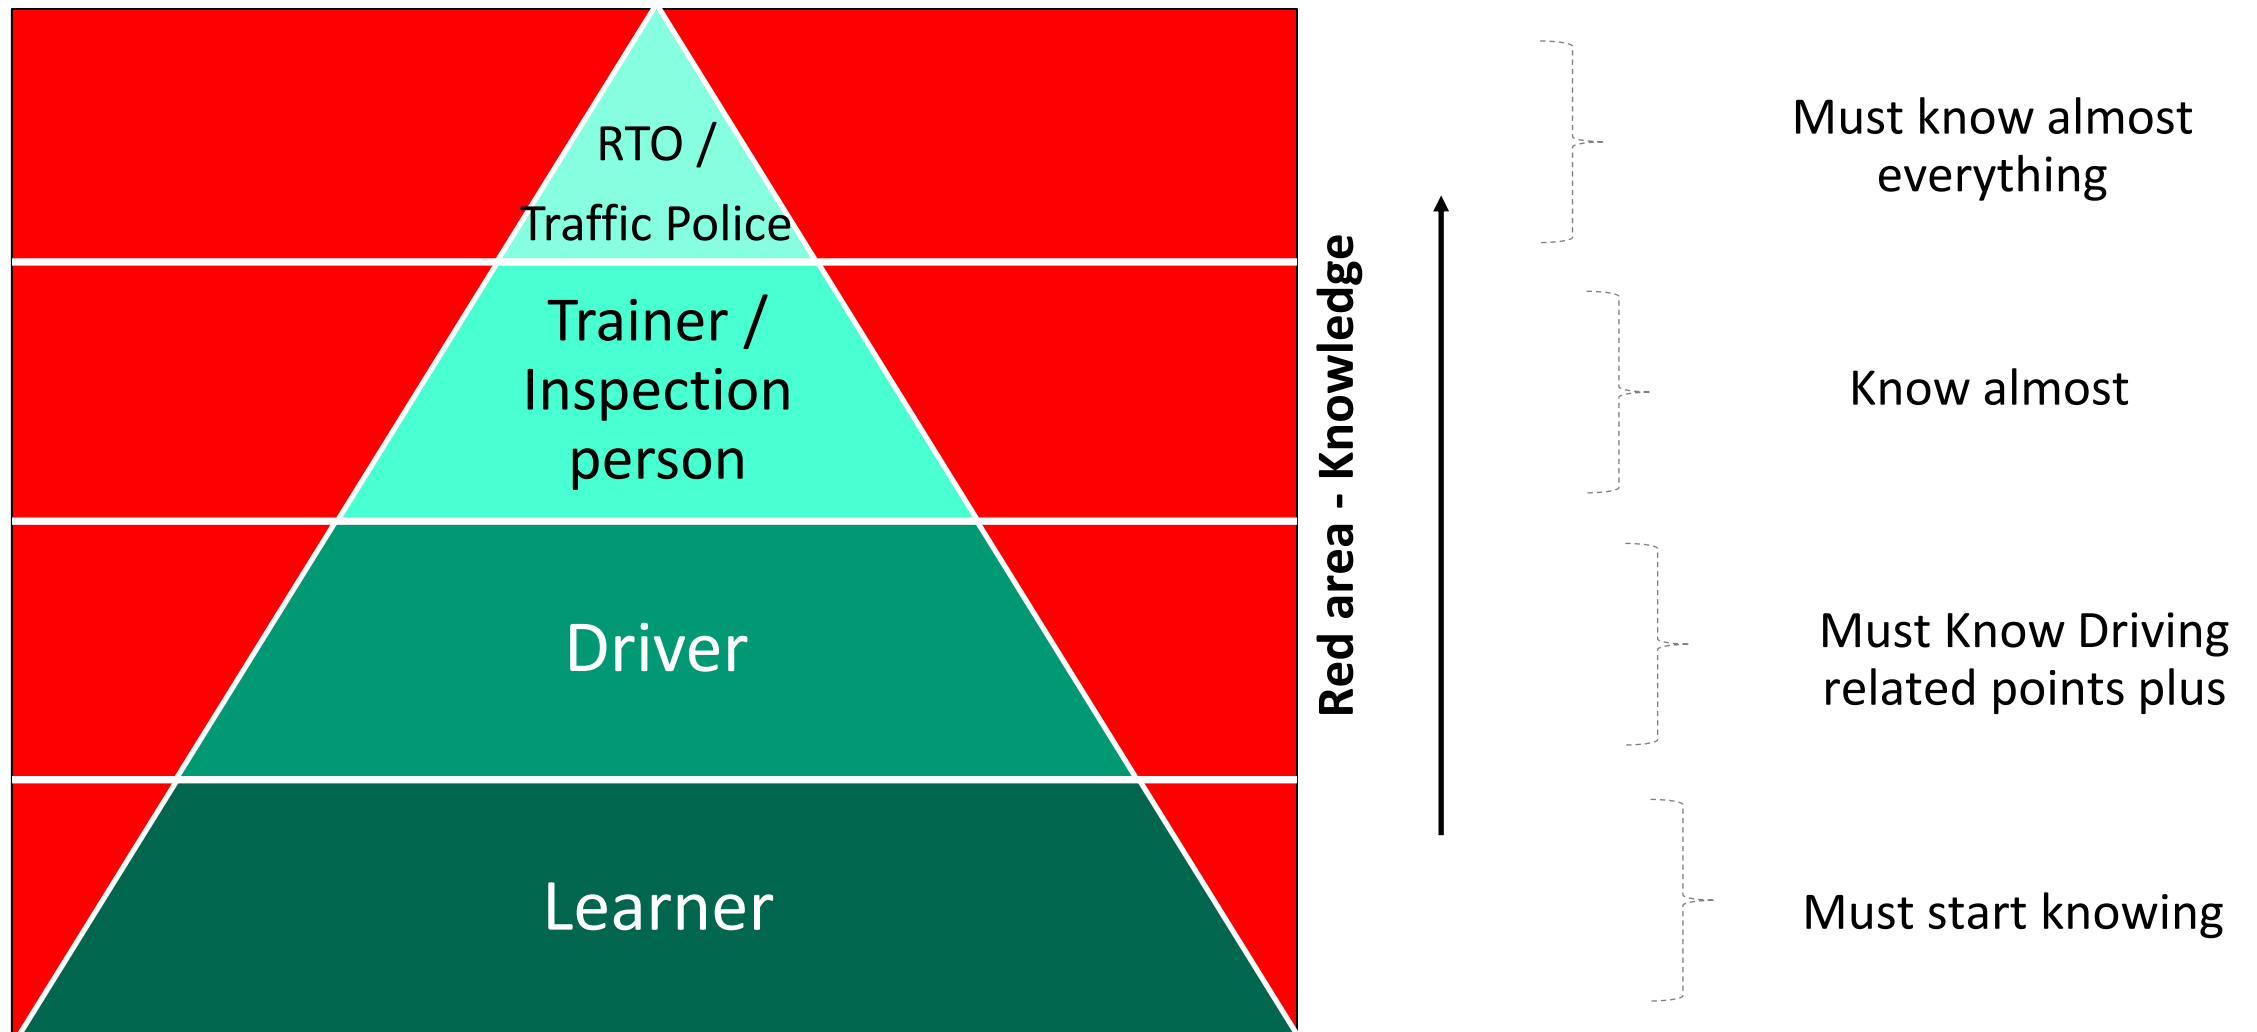 RTO /
Traffic Police
Trainer /
Inspection
person
Driver
Learner
Red area - Knowledge
Must know almost
everything
Know almost
Must Know Driving
related points plus
Must start knowing